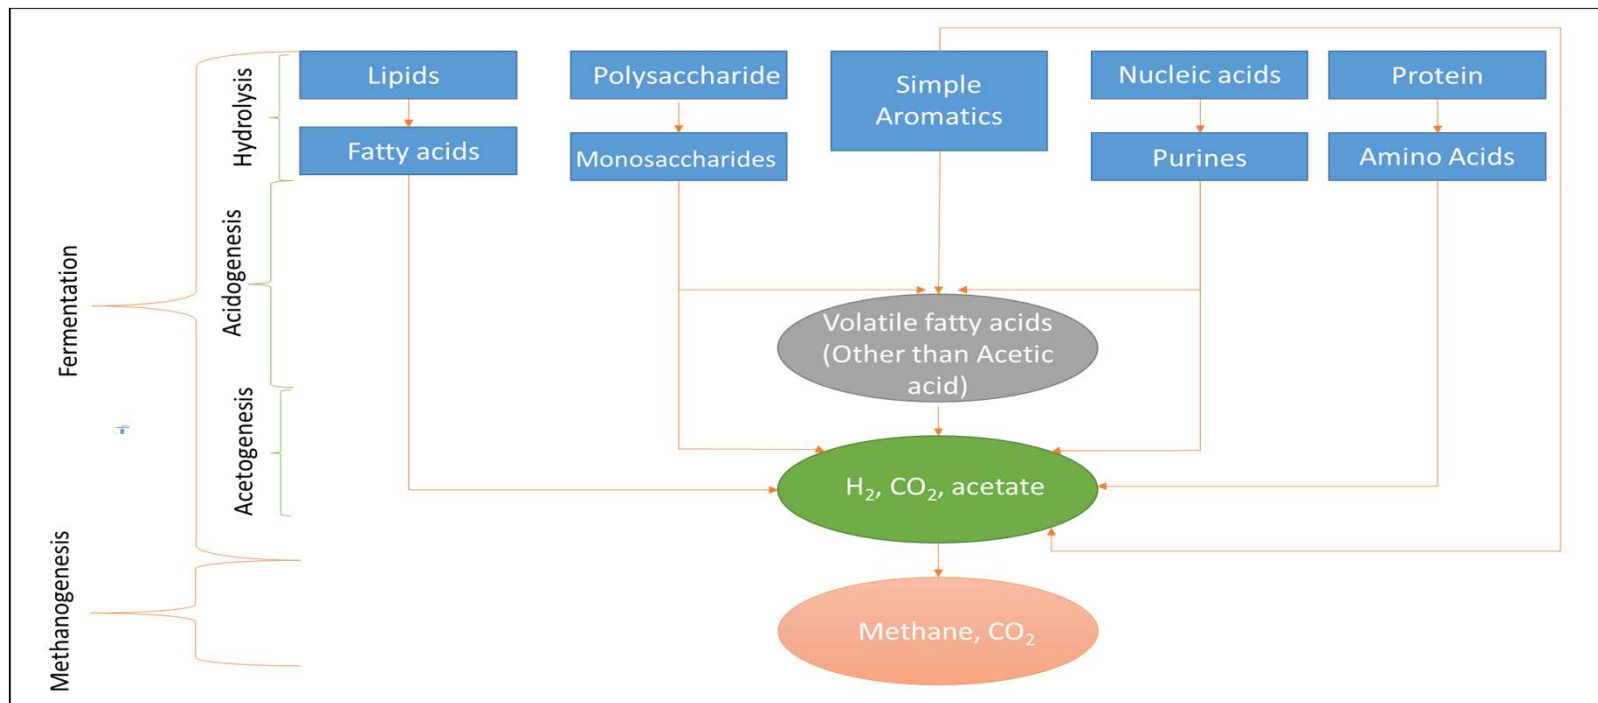 Lipids
Polysaccharide
Simple
Aromatics
Nucleic acids
Protein
Fatty acids
Monosaccharides
Purines
Amino Acids
Hydrolysis
Acidogenesis
Acetogenesis
Fermentation
Methanogenesis
Volatile fatty acids
(Other than Acetic
acid)
H₂, CO₂, acetate
Methane, CO₂